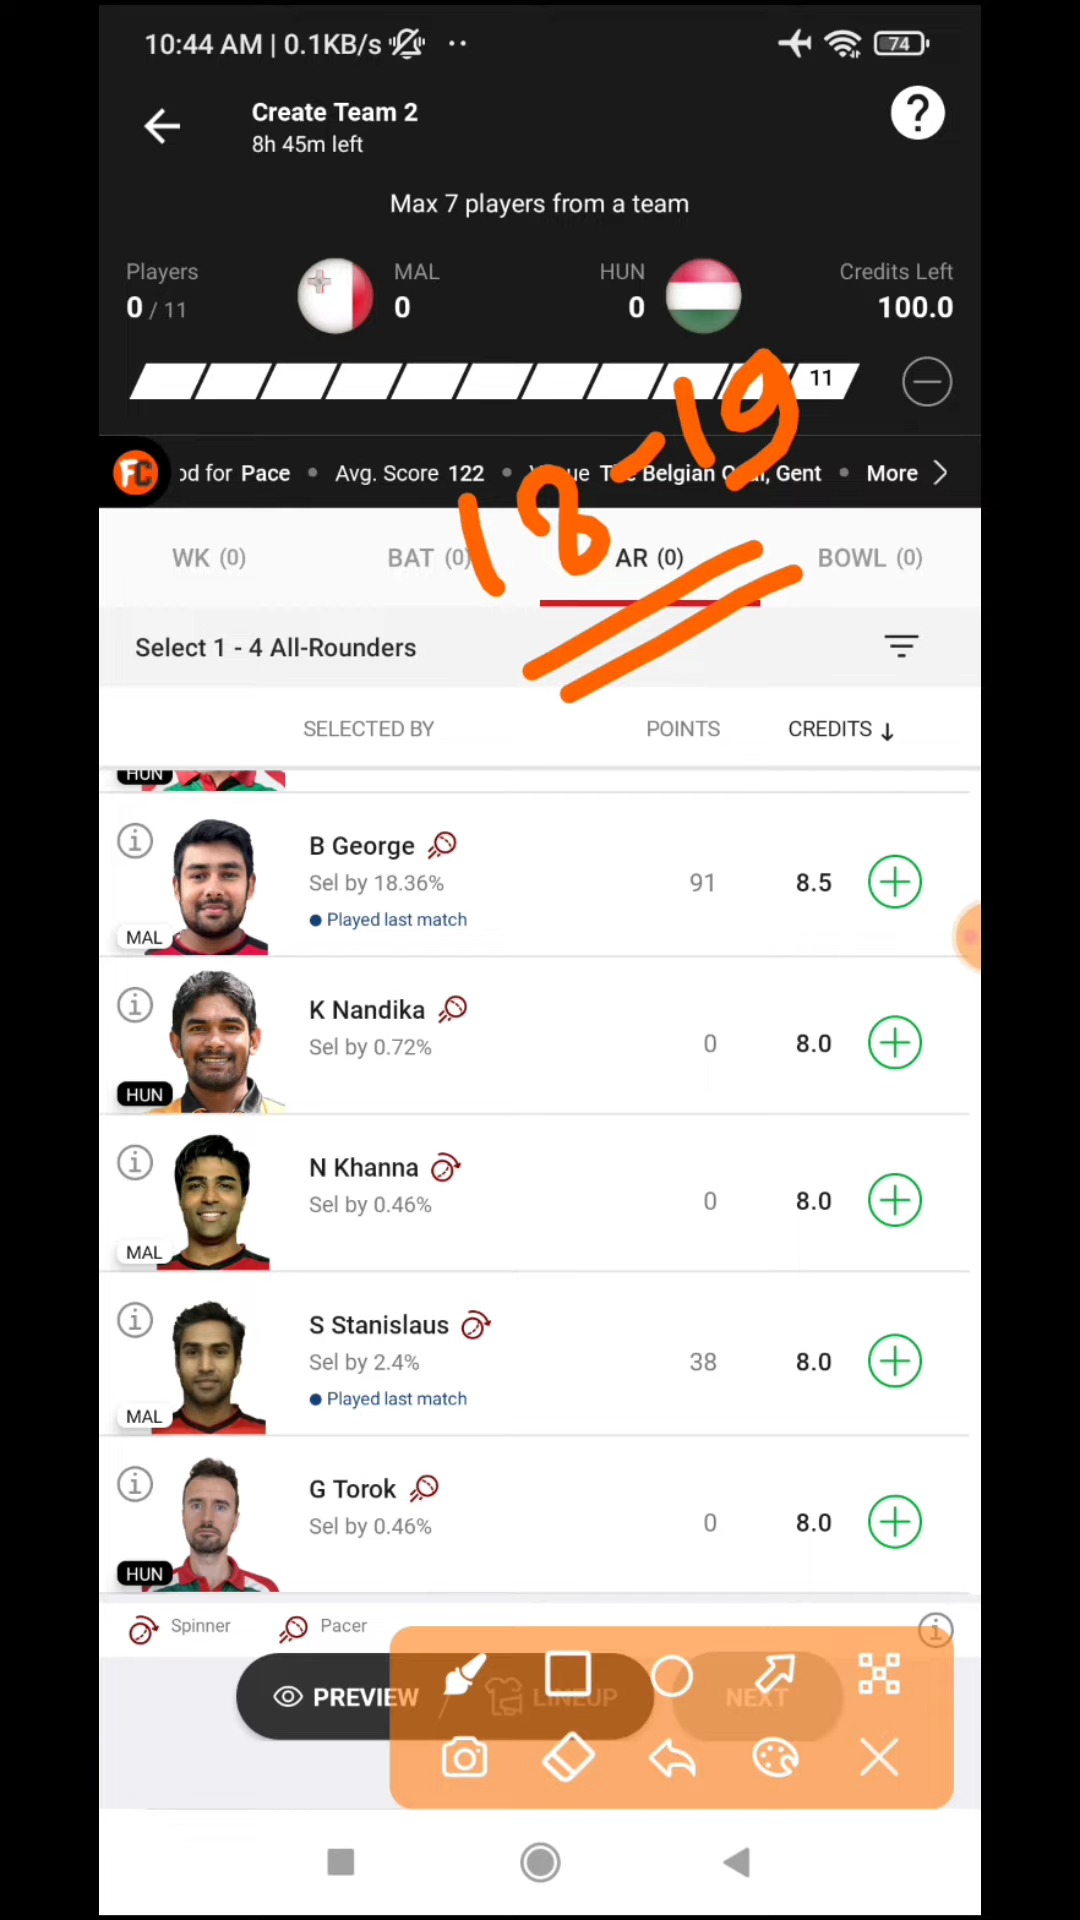 10:44 AM | 0.1KB/s
74
Create Team 2
8h 45m left
?
Max 7 players from a team
Players
0 / 11
MAL
0
HUN
0
Credits Left
100.0
11
18-19
FC
od for Pace • Avg. Score 122 • The Belgian Gent • More
WK (0) BAT (0) AR (0) BOWL (0)
Select 1 - 4 All-Rounders
SELECTED BY POINTS CREDITS ↓
HUN
B George
Sel by 18.36% 91 8.5
Played last match
MAL
K Nandika
Sel by 0.72% 0 8.0
HUN
N Khanna
Sel by 0.46% 0 8.0
MAL
S Stanislaus
Sel by 2.4% 38 8.0
Played last match
MAL
G Torok
Sel by 0.46% 0 8.0
HUN
Spinner Pacer
PREVIEW LINEUP NEXT